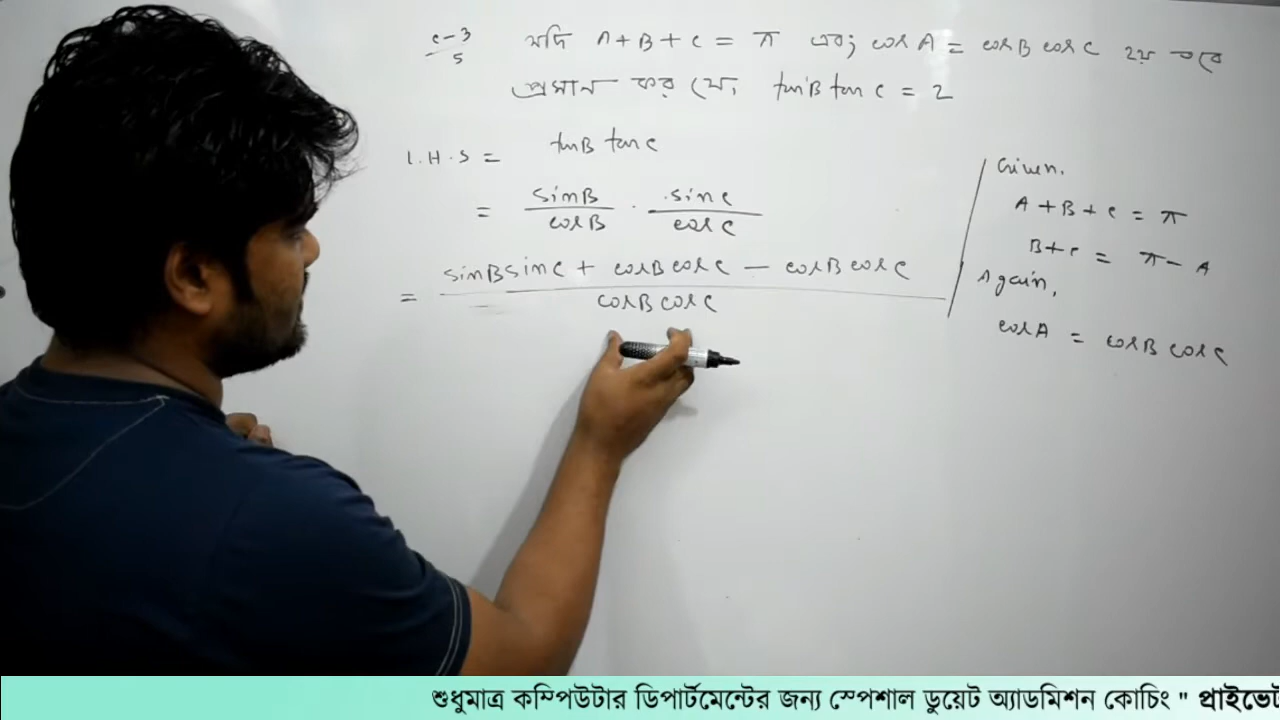 c-3/5
যদি A+B+C = π এবং cosA = cosB cosC হয় তবে
প্রমান কর যে, tanB tanC = 2
L.H.S = tanB tanC
= sinB/cosB · sinC/cosC
= (sinBsinC + cosBcosC − cosBcosC)/(cosBcosC)
Given,
A+B+C = π
B+C = π − A
Again,
cosA = cosB cosC
শুধুমাত্র কম্পিউটার ডিপার্টমেন্টের জন্য স্পেশাল ডুয়েট অ্যাডমিশন কোচিং " প্রাইভেট